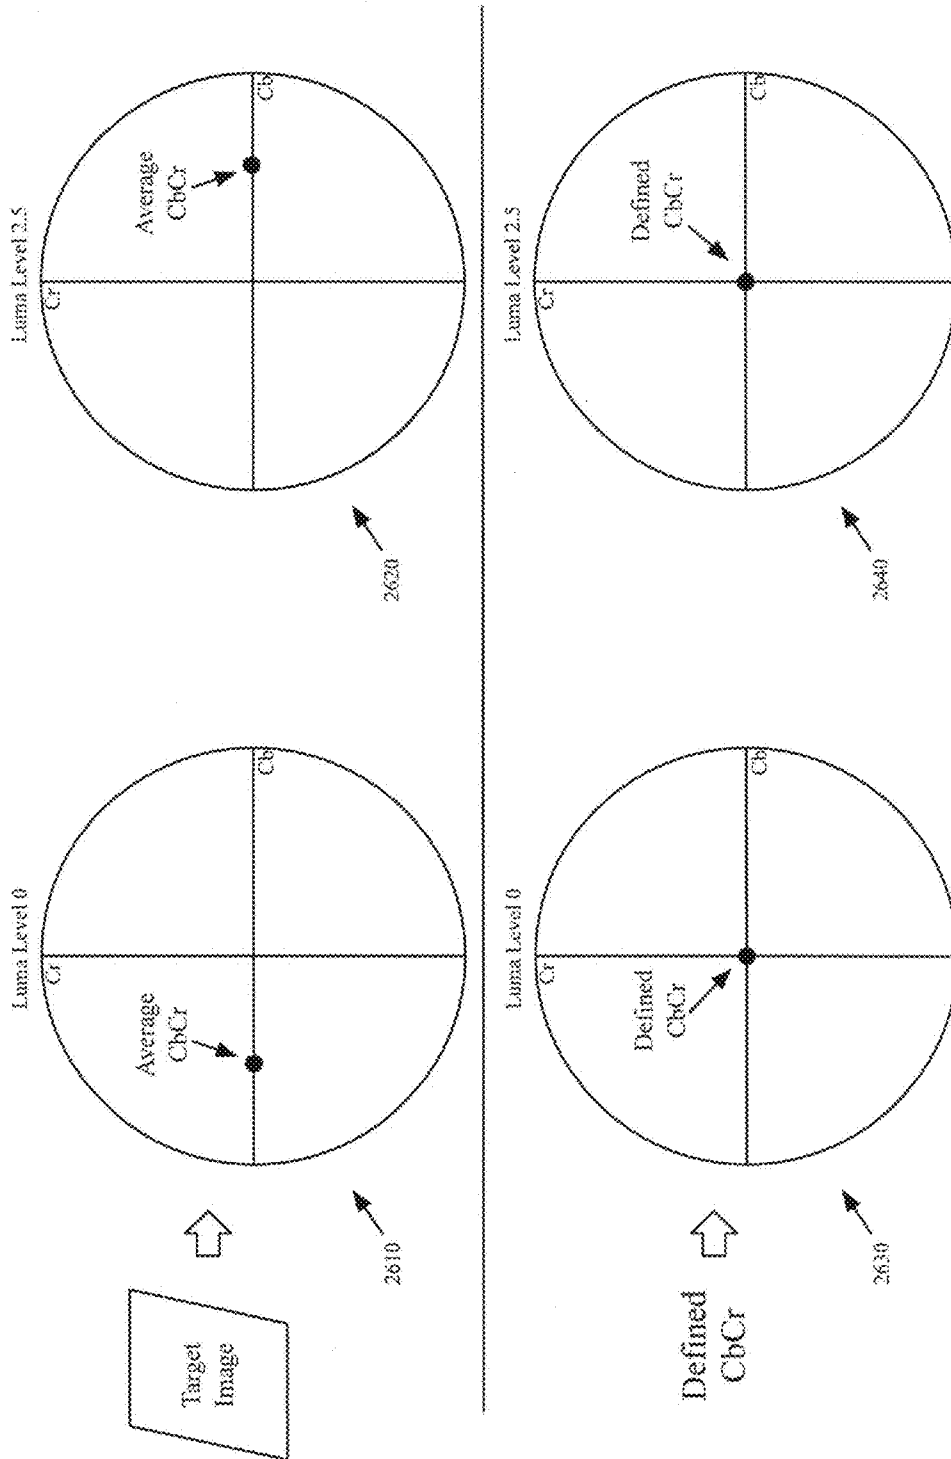 Target
Image
Luma Level 0
Cr
Average
CbCr
Cb
2610
Luma Level 2.5
Cr
Average
CbCr
Cb
2620
Defined
CbCr
Luma Level 0
Cr
Defined
CbCr
Cb
2630
Luma Level 2.5
Cr
Defined
CbCr
Cb
2640